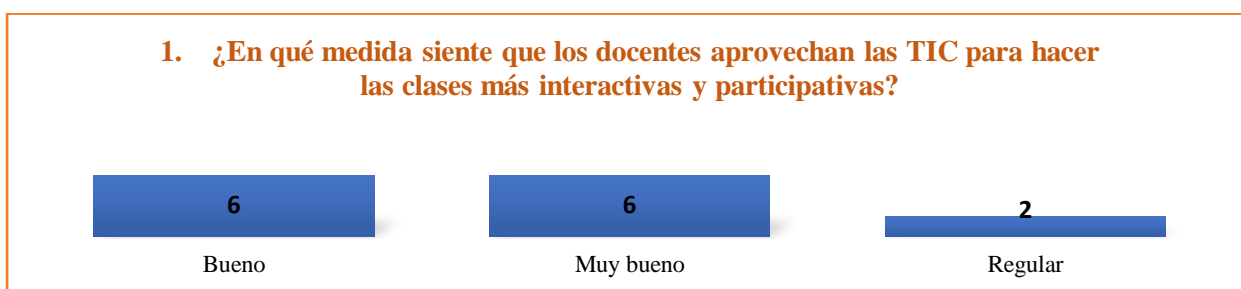 1. ¿En qué medida siente que los docentes aprovechan las TIC para hacer
las clases más interactivas y participativas?
6
6
2
Bueno
Muy bueno
Regular